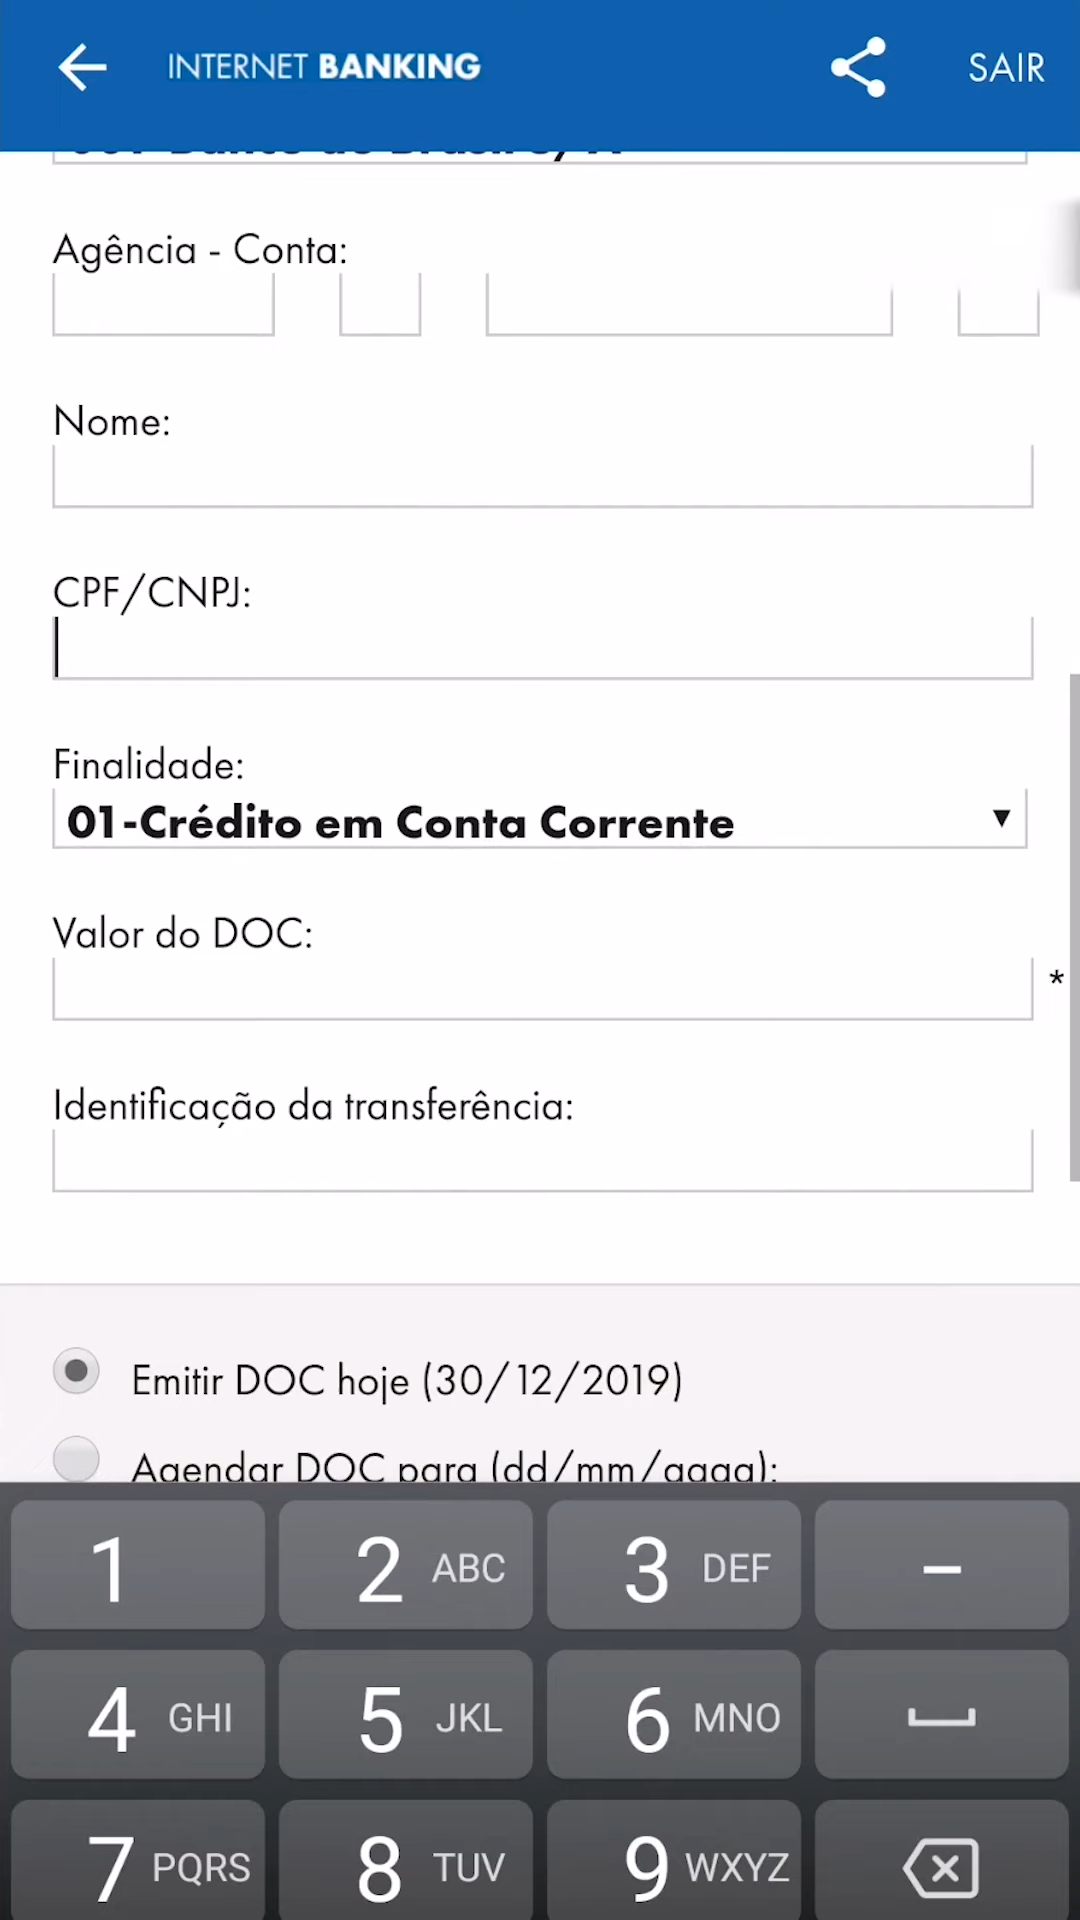 INTERNET BANKING
SAIR
Agência - Conta:
Nome:
CPF/CNPJ:
Finalidade:
01-Crédito em Conta Corrente
Valor do DOC:
*
Identificação da transferência:
Emitir DOC hoje (30/12/2019)
Agendar DOC para (dd/mm/aaaa):
1 2 ABC 3 DEF -
4 GHI 5 JKL 6 MNO
7 PQRS 8 TUV 9 WXYZ